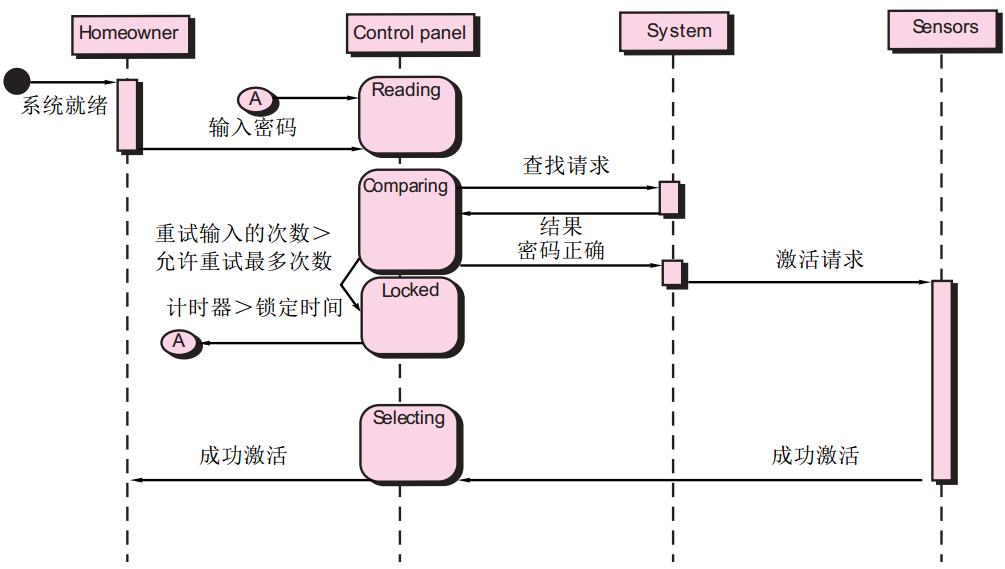 Homeowner
Control panel
System
Sensors
系统就绪
A
Reading
输入密码
查找请求
Comparing
结果
重试输入的次数＞
允许重试最多次数
密码正确
激活请求
Locked
计时器＞锁定时间
A
Selecting
成功激活
成功激活